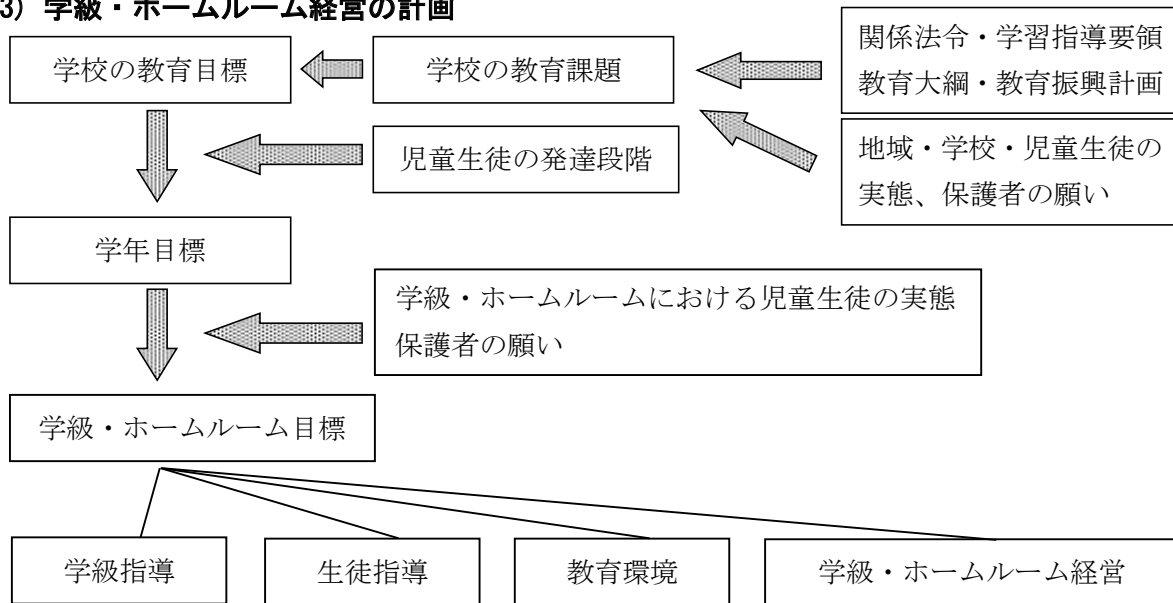 3) 学級・ホームルーム経営の計画
学校の教育目標
学校の教育課題
関係法令・学習指導要領
教育大綱・教育振興計画
児童生徒の発達段階
地域・学校・児童生徒の
実態、保護者の願い
学年目標
学級・ホームルームにおける児童生徒の実態
保護者の願い
学級・ホームルーム目標
学級指導
生徒指導
教育環境
学級・ホームルーム経営